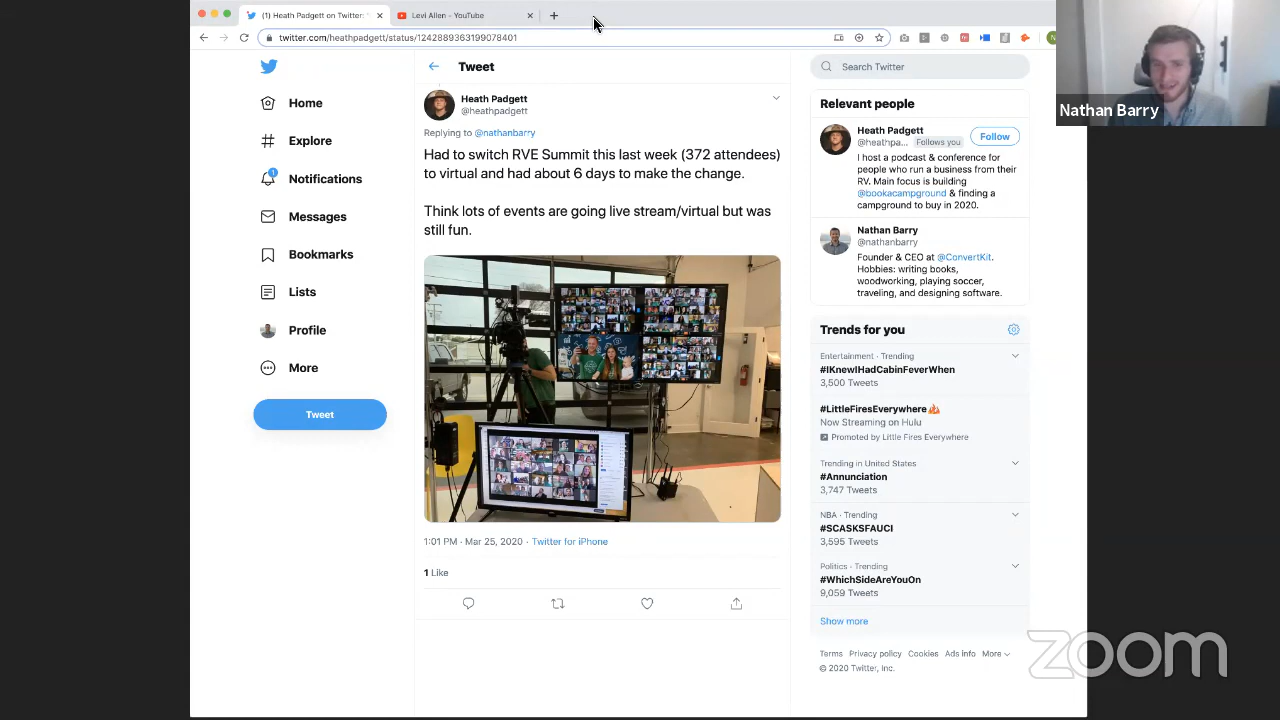 (1) Heath Padgett on Twitter: "
Levi Allen - YouTube
twitter.com/heathpadgett/status/1242889363199078401
Home
Explore
1
Notifications
Messages
Bookmarks
Lists
Profile
More
Tweet
Tweet
Heath Padgett
@heathpadgett
Replying to @nathanbarry
Had to switch RVE Summit this last week (372 attendees)
to virtual and had about 6 days to make the change.
Think lots of events are going live stream/virtual but was
still fun.
1:01 PM · Mar 25, 2020 · Twitter for iPhone
1 Like
Search Twitter
Relevant people
Heath Padgett
@heathpa... Follows you
Follow
I host a podcast & conference for
people who run a business from their
RV. Main focus is building
@bookacampground & finding a
campground to buy in 2020.
Nathan Barry
@nathanbarry
Founder & CEO at @ConvertKit.
Hobbies: writing books,
woodworking, playing soccer,
traveling, and designing software.
Trends for you
Entertainment · Trending
#IKnewIHadCabinFeverWhen
3,500 Tweets
#LittleFiresEverywhere
Now Streaming on Hulu
Promoted by Little Fires Everywhere
Trending in United States
#Annunciation
3,747 Tweets
NBA · Trending
#SCASKSFAUCI
3,595 Tweets
Politics · Trending
#WhichSideAreYouOn
9,059 Tweets
Show more
Terms Privacy policy Cookies Ads info More
© 2020 Twitter, Inc.
Nathan Barry
zoom